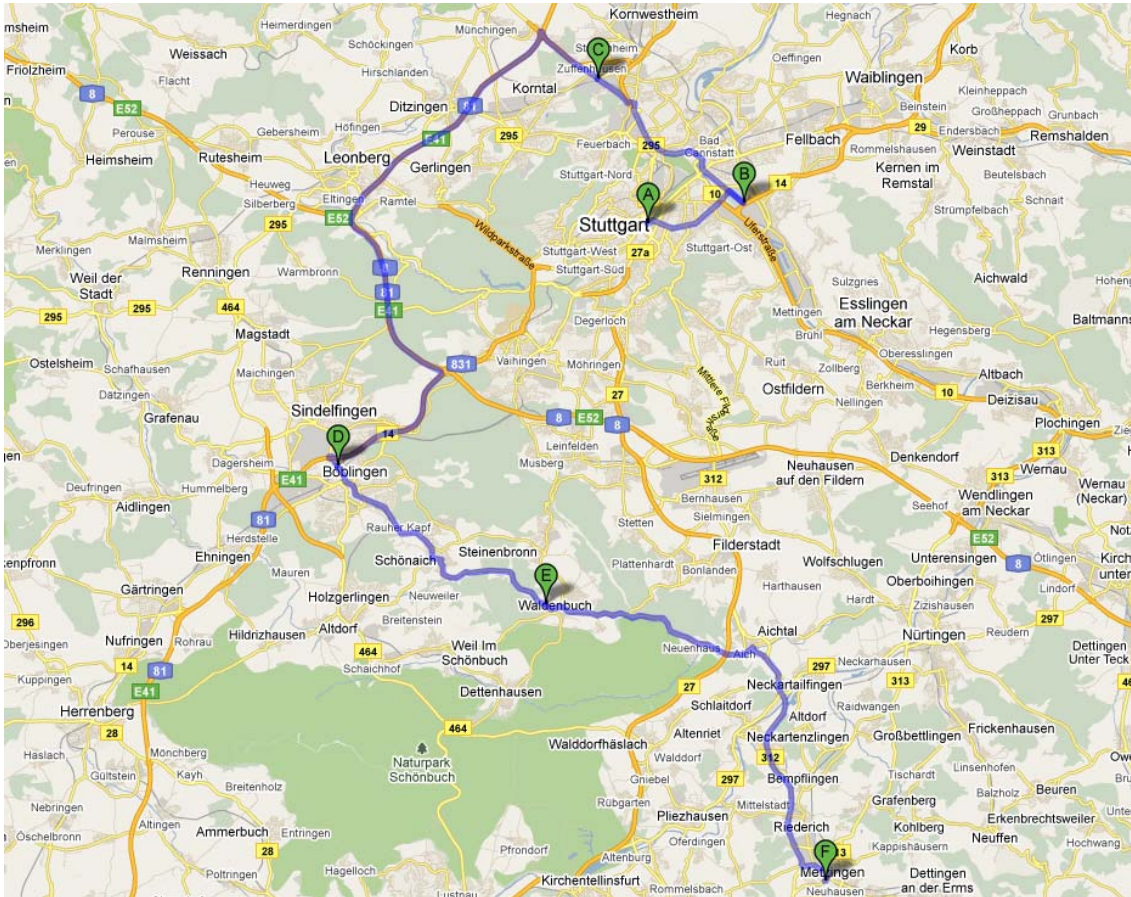 Kornwestheim
Hegnach
Schwaikheim
Heimerdingen
Münchingen
msheim
Weissach
Schöckingen
C
Oeffingen
Korb
Friolzheim
Flacht
Hirschlanden
Zuffenhausen
Waiblingen
8
E52
Ditzingen
81
Korntal
Kleinheppach
Beinstein
Großheppach
Grunbach
Perouse
Höfingen
E41
295
Bad
Cannstatt
Fellbach
29
Endersbach
Remshalden
Gebersheim
Feuerbach
295
Rommelshausen
Weinstadt
Schnait
Heimsheim
Rutesheim
Leonberg
Gerlingen
Stuttgart-Nord
B
Kernen im
Remstal
Beutelsbach
Heuweg
Eltingen
Ramtel
A
10
14
Silberberg
E52
Stuttgart
Strümpfelbach
Manolzweiler
295
Malmsheim
Wildparkstraße
Stuttgart-West
27a
Stuttgart-Ost
Uferstraße
Merklingen
Renningen
Warmbronn
Stuttgart-Süd
Aichwald
Weil der
Stadt
81
Sulzgries
295
295
464
E41
Degerloch
Mettingen
Esslingen
am Neckar
Hegensberg
Baltmanns
Magstadt
Brühl
Ostelsheim
Schafhausen
Maichingen
831
Vaihingen
Möhringen
Ruit
Oberesslingen
Zollberg
Altbach
Dätzingen
27
Mittlere Filderstraße
Ostfildern
Berkheim
Deizisau
Grafenau
Sindelfingen
8
E52
8
Nellingen
10
Plochingen
D
14
Leinfelden
313
Dagersheim
E41
Böblingen
Musberg
Neuhausen
auf den Fildern
Denkendorf
Wernau
Deufringen
Hummelberg
312
313
Wernau
(Neckar)
Aidlingen
81
Bernhausen
Seehof
Wendlingen
am Neckar
Rauher Kapf
Stetten
Sielmingen
E52
Ehningen
Herdstelle
Steinenbronn
Filderstadt
8
Schönaich
E
Plattenhardt
Wolfschlugen
Unterensingen
Ötlingen
Mauren
Bonlanden
Oberboihingen
Lindorf
Gärtringen
Holzgerlingen
Neuweiler
Waldenbuch
Harthausen
Hardt
Zizishausen
296
Rohrau
Breitenstein
297
Oberjesingen
Nufringen
Hildrizhausen
Altdorf
Weil Im
Schönbuch
Neuenhaus
Aich
Aichtal
Nürtingen
Reudern
14
81
464
Schaichhof
297
Neckarhausen
Dettingen
Unter Teck
Kuppingen
E41
Dettenhausen
27
Neckartailfingen
313
Herrenberg
Schlaitdorf
Raidwangen
28
464
Altenriet
Altdorf
Frickenhausen
Haslach
Mönchberg
Naturpark
Schönbuch
Walddorfhäslach
Neckartenzlingen
Großbettlingen
312
Kayh
Walddorf
Gültstein
Gniebel
297
Bempflingen
Tischardt
Linsenhofen
Breitenholz
Rübgarten
Mittelstadt
Grafenberg
Balzholz
Beuren
Nebringen
Altingen
Pliezhausen
Riederich
Kohlberg
Erkenbrechtsweiler
Öschelbronn
Ammerbuch
Entringen
Pfrondorf
Oferdingen
Neuffen
Kappishäusern
28
Altenburg
F
313
Hochwang
Poltringen
Hagelloch
Kirchentellinsfurt
Metzingen
Dettingen
an der Erms
Lustnau
Rommelsbach
Neuhausen